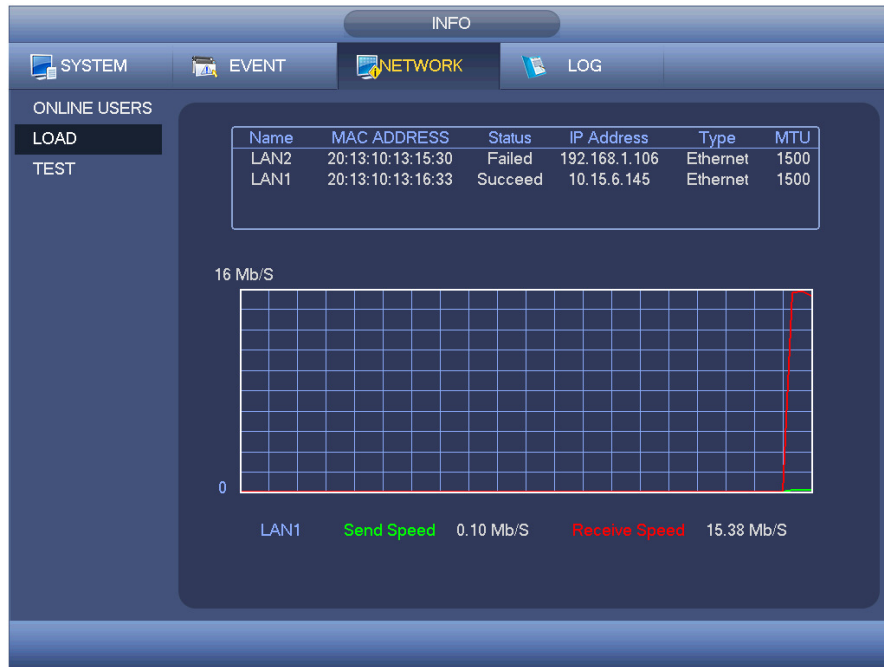 INFO
SYSTEM EVENT NETWORK LOG
ONLINE USERS
LOAD
TEST
Name MAC ADDRESS Status IP Address Type MTU
LAN2 20:13:10:13:15:30 Failed 192.168.1.106 Ethernet 1500
LAN1 20:13:10:13:16:33 Succeed 10.15.6.145 Ethernet 1500
16 Mb/S
0
LAN1 Send Speed 0.10 Mb/S Receive Speed 15.38 Mb/S